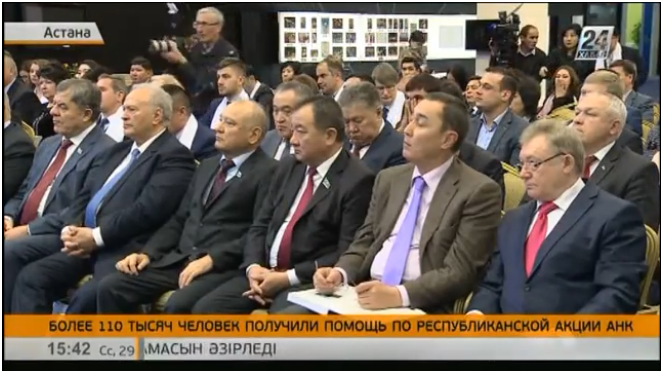 Астана
24
KZ
БОЛЕЕ 110 ТЫСЯЧ ЧЕЛОВЕК ПОЛУЧИЛИ ПОМОЩЬ ПО РЕСПУБЛИКАНСКОЙ АКЦИИ АНК
15:42 Сс, 29 АМАСЫН ӘЗІРЛЕДІ